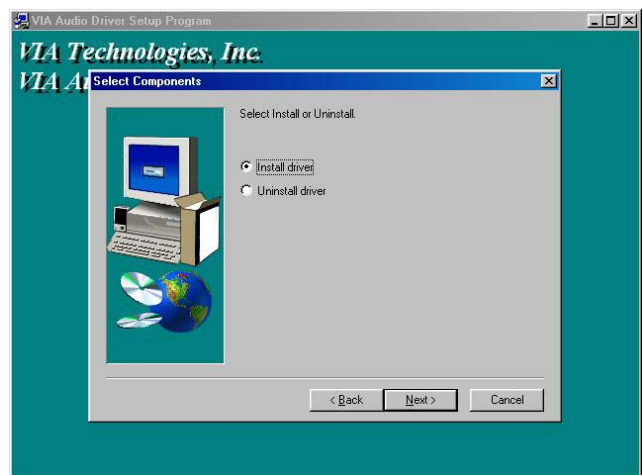 VIA Audio Driver Setup Program
VIA Technologies, Inc.
VIA
Select Components
Select Install or Uninstall.
Install driver
Uninstall driver
< Back
Next >
Cancel